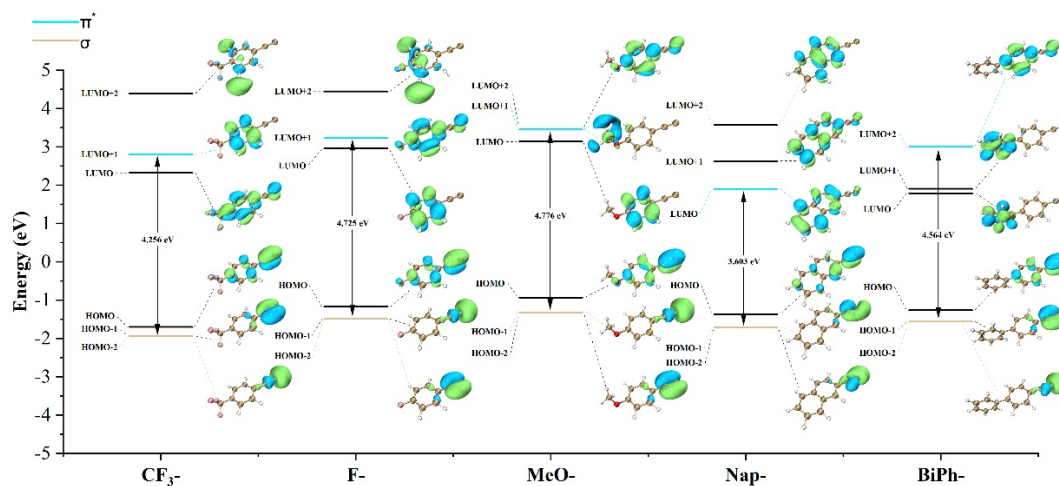 π*
σ
Energy (eV)
5
4
3
2
1
0
-1
-2
-3
-4
-5
LUMO+2
LUMO+1
LUMO
4,256 eV
HOMO
HOMO-1
HOMO-2
CF₃-
LUMO+2
LUMO+1
LUMO
4,725 eV
HOMO
HOMO-1
HOMO-2
F-
LUMO+2
LUMO+1
LUMO
4,776 eV
HOMO
HOMO-1
HOMO-2
MeO-
LUMO+2
LUMO+1
LUMO
3,603 eV
HOMO
HOMO-1
HOMO-2
Nap-
LUMO+2
LUMO+1
LUMO
4.564 eV
HOMO
HOMO-1
HOMO-2
BiPh-